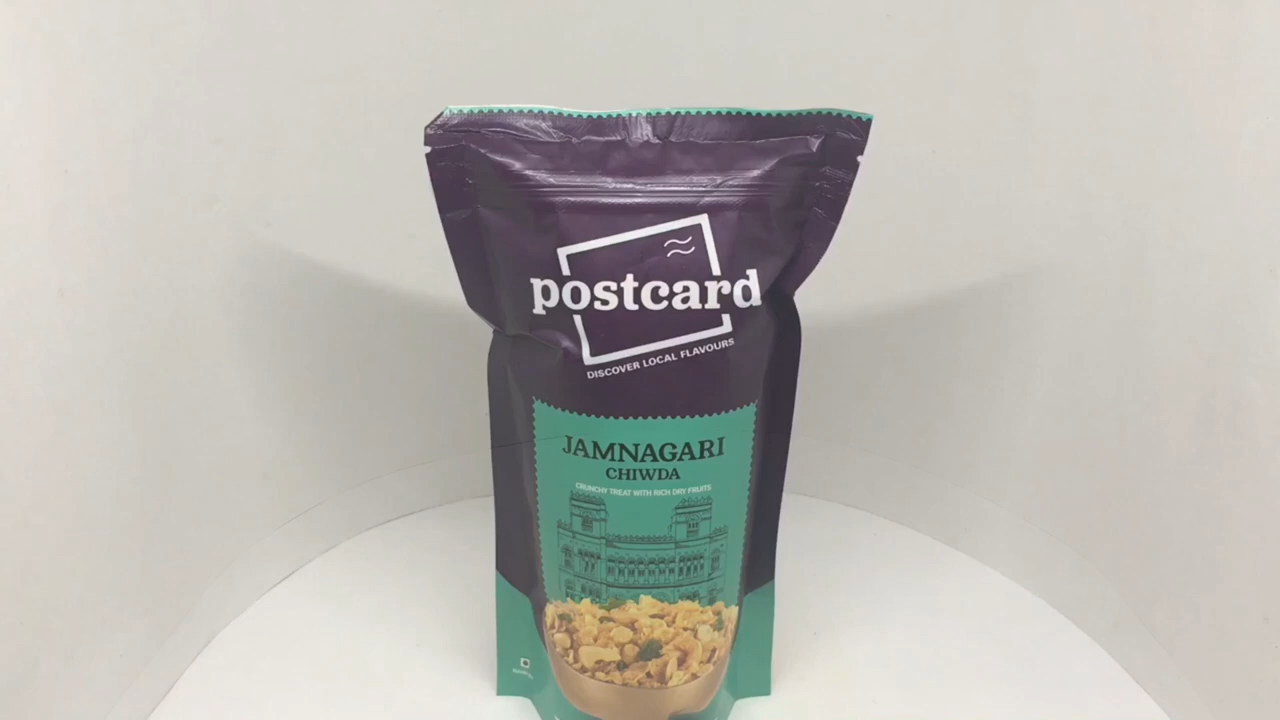 postcard
DISCOVER LOCAL FLAVOURS
JAMNAGARI
CHIWDA
CRUNCHY TREAT WITH RICH DRY FRUITS